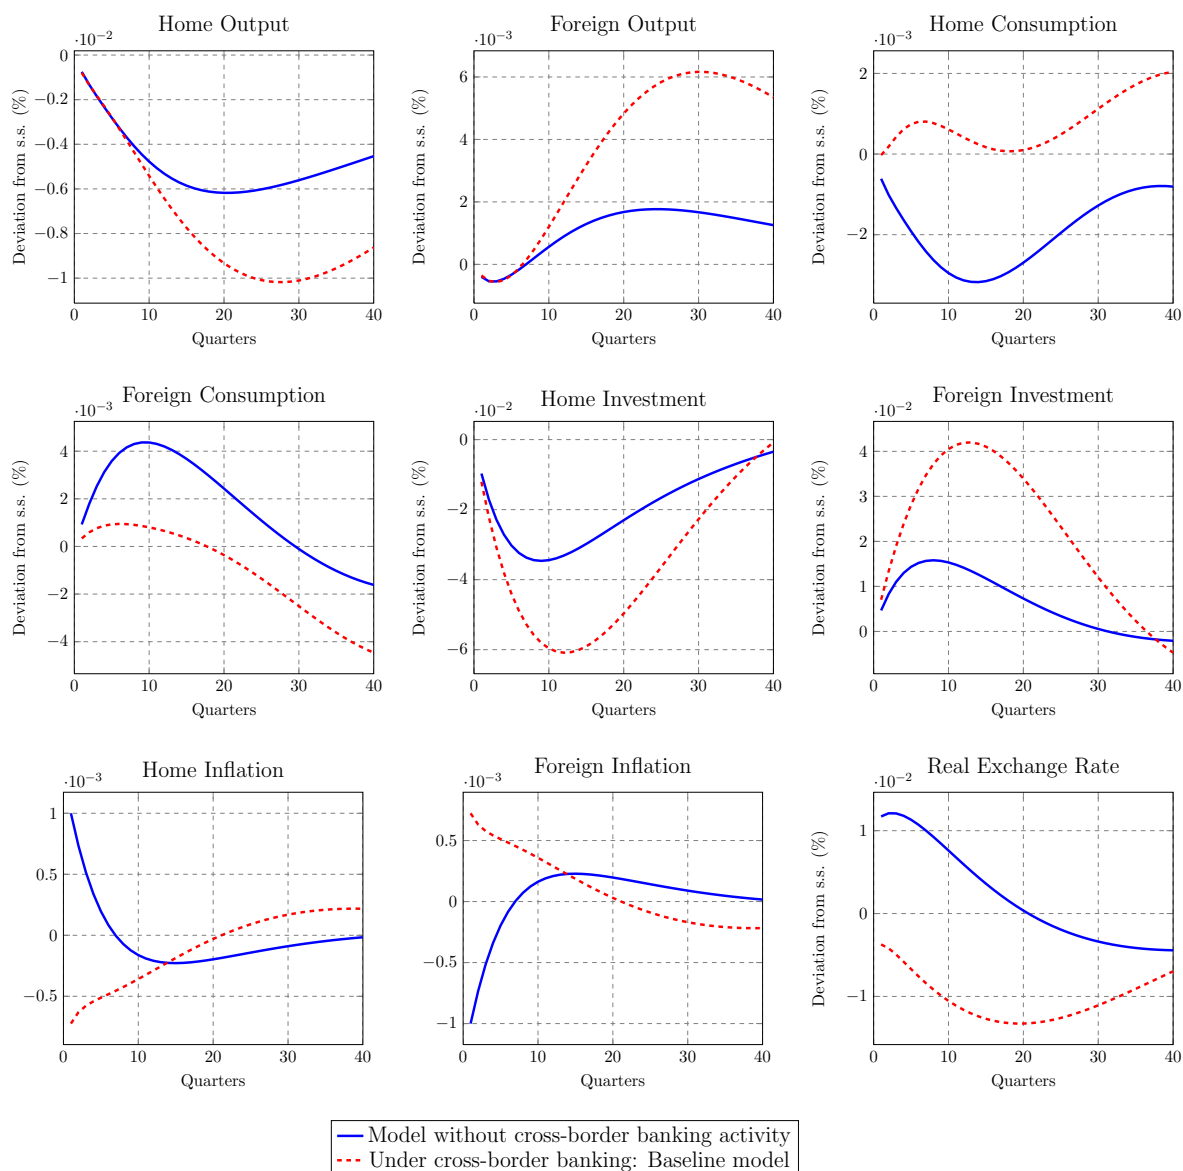 Home Output
·10⁻²
0
−0.2
−0.4
−0.6
−0.8
−1
0 10 20 30 40
Quarters
Deviation from s.s. (%)
Foreign Output
·10⁻³
6
4
2
0
0 10 20 30 40
Quarters
Deviation from s.s. (%)
Home Consumption
·10⁻³
2
0
−2
0 10 20 30 40
Quarters
Deviation from s.s. (%)
Foreign Consumption
·10⁻³
4
2
0
−2
−4
0 10 20 30 40
Quarters
Deviation from s.s. (%)
Home Investment
·10⁻²
0
−2
−4
−6
0 10 20 30 40
Quarters
Deviation from s.s. (%)
Foreign Investment
·10⁻²
4
3
2
1
0
0 10 20 30 40
Quarters
Deviation from s.s. (%)
Home Inflation
·10⁻³
1
0.5
0
−0.5
0 10 20 30 40
Quarters
Foreign Inflation
·10⁻³
0.5
0
−0.5
−1
0 10 20 30 40
Quarters
Real Exchange Rate
·10⁻²
1
0
−1
0 10 20 30 40
Quarters
Deviation from s.s. (%)
Model without cross-border banking activity
Under cross-border banking: Baseline model